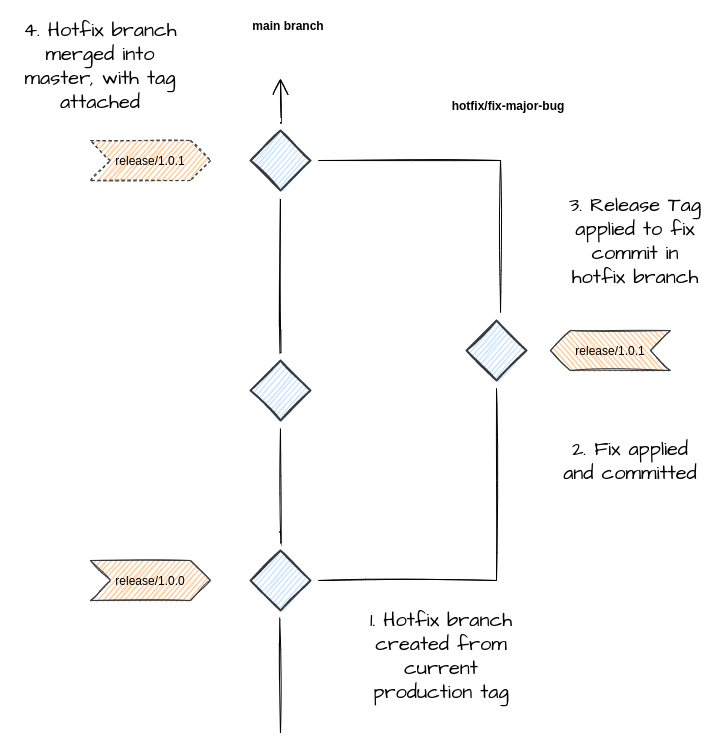 4. Hotfix branch
merged into
master, with tag
attached
main branch
hotfix/fix-major-bug
release/1.0.1
3. Release Tag
applied to fix
commit in
hotfix branch
release/1.0.1
2. Fix applied
and committed
release/1.0.0
1. Hotfix branch
created from
current
production tag